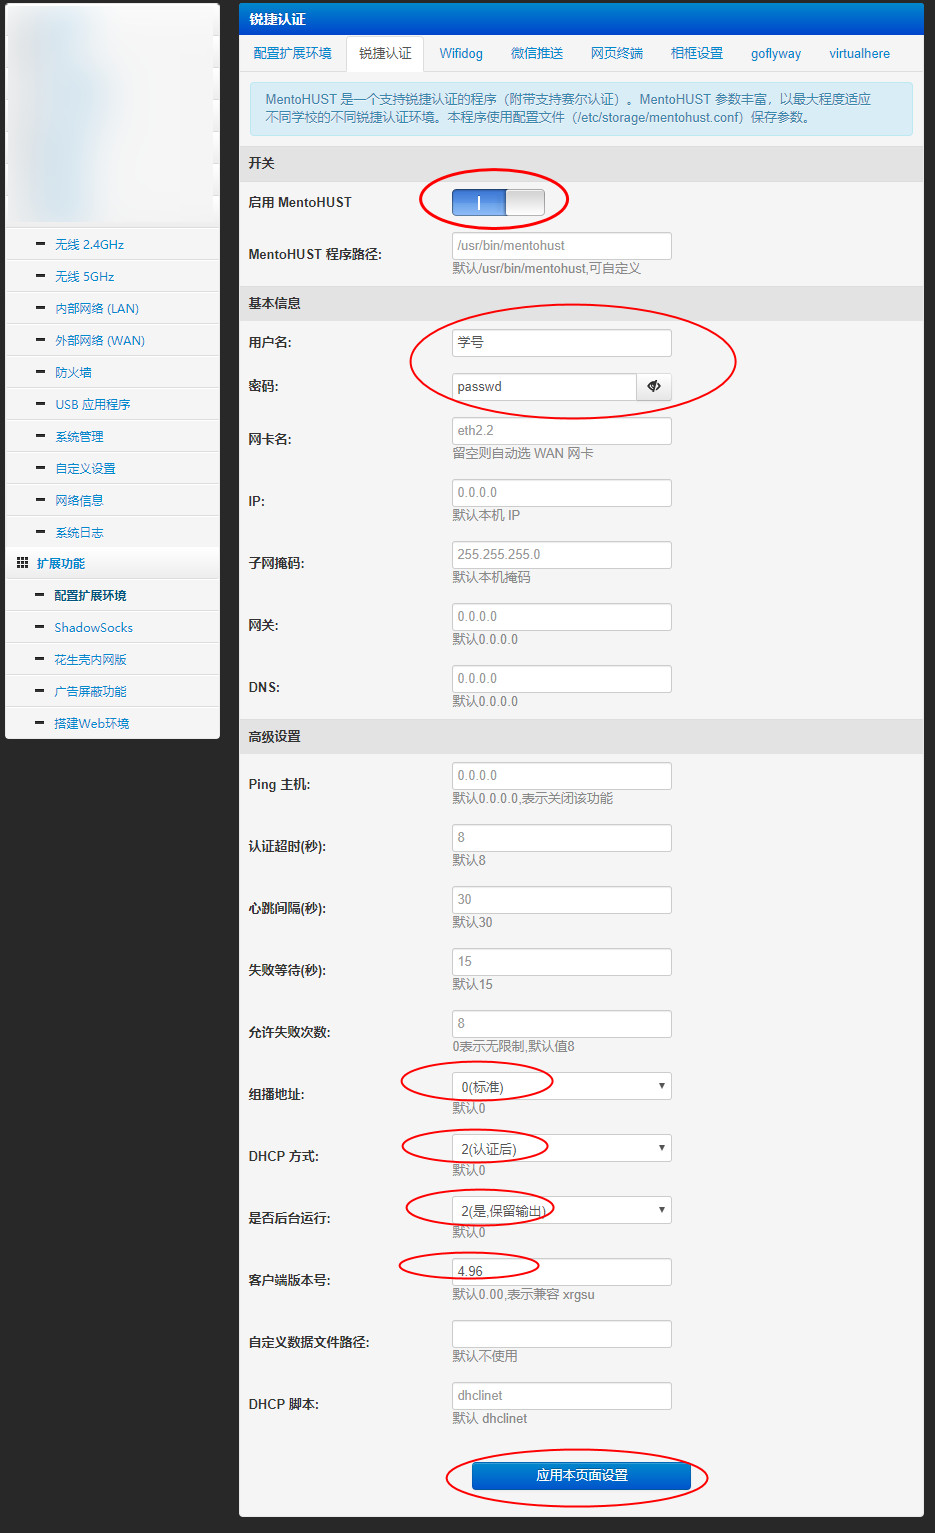 无线 2.4GHz
无线 5GHz
内部网络 (LAN)
外部网络 (WAN)
防火墙
USB 应用程序
系统管理
自定义设置
网络信息
系统日志
扩展功能
配置扩展环境
ShadowSocks
花生壳内网版
广告屏蔽功能
搭建Web环境
锐捷认证
配置扩展环境 锐捷认证 Wifidog 微信推送 网页终端 相框设置 goflyway virtualhere
MentoHUST 是一个支持锐捷认证的程序（附带支持赛尔认证）。MentoHUST 参数丰富，以最大程度适应
不同学校的不同锐捷认证环境。本程序使用配置文件（/etc/storage/mentohust.conf）保存参数。
开关
启用 MentoHUST
MentoHUST 程序路径: /usr/bin/mentohust
默认/usr/bin/mentohust,可自定义
基本信息
用户名: 学号
密码: passwd
网卡名: eth2.2
留空则自动选 WAN 网卡
IP: 0.0.0.0
默认本机 IP
子网掩码: 255.255.255.0
默认本机掩码
网关: 0.0.0.0
默认0.0.0.0
DNS: 0.0.0.0
默认0.0.0.0
高级设置
Ping 主机: 0.0.0.0
默认0.0.0.0,表示关闭该功能
认证超时(秒): 8
默认8
心跳间隔(秒): 30
默认30
失败等待(秒): 15
默认15
允许失败次数: 8
0表示无限制,默认值8
组播地址: 0(标准)
默认0
DHCP 方式: 2(认证后)
默认0
是否后台运行: 2(是,保留输出)
默认0
客户端版本号: 4.96
默认0.00,表示兼容 xrgsu
自定义数据文件路径:
默认不使用
DHCP 脚本: dhclinet
默认 dhclinet
应用本页面设置